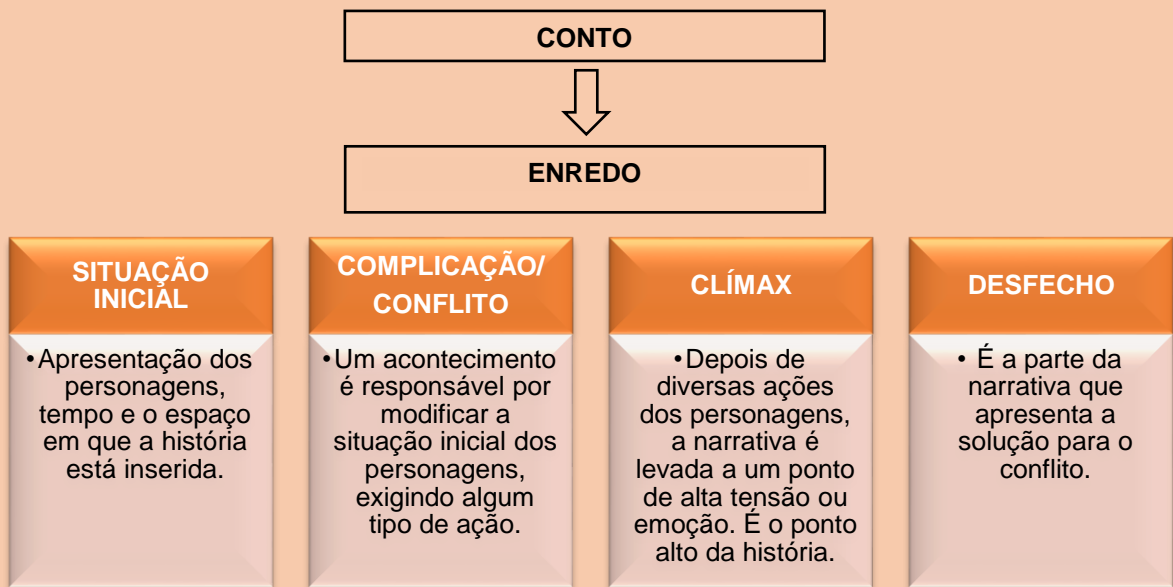 CONTO
ENREDO
SITUAÇÃO
INICIAL
•Apresentação dos
personagens,
tempo e o espaço
em que a história
está inserida.
COMPLICAÇÃO/
CONFLITO
•Um acontecimento
é responsável por
modificar a
situação inicial dos
personagens,
exigindo algum
tipo de ação.
CLÍMAX
•Depois de
diversas ações
dos personagens,
a narrativa é
levada a um ponto
de alta tensão ou
emoção. É o ponto
alto da história.
DESFECHO
• É a parte da
narrativa que
apresenta a
solução para o
conflito.